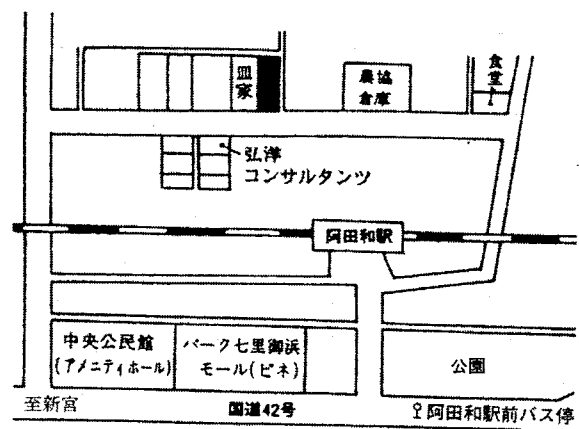 皿家
農協
倉庫
食堂
弘洋
コンサルタンツ
阿田和駅
中央公民館
(アメニティホール)
パーク七里御浜
モール(ピネ)
公園
至新宮
国道42号
阿田和駅前バス停